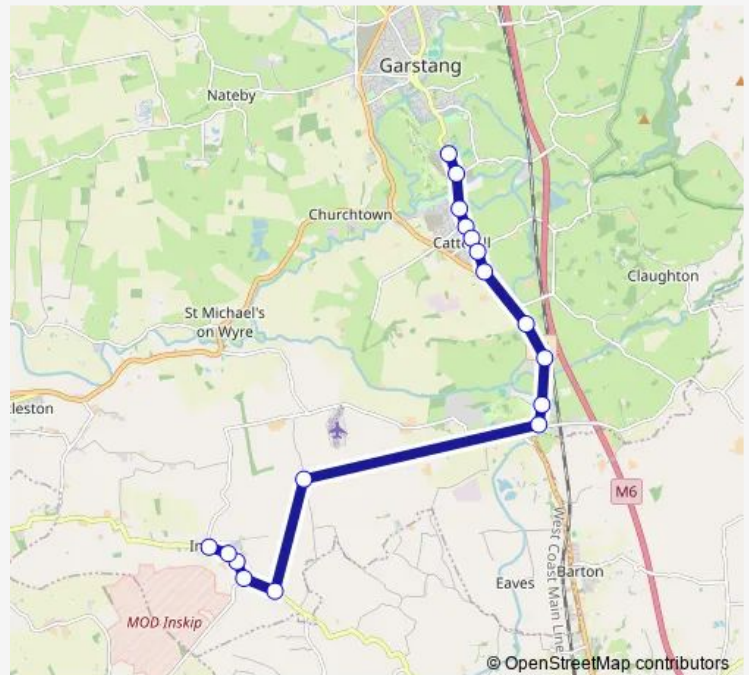 Garstang
Nateby
Churchtown
Claughton
St Michael's
on Wyre
M6
West Coast Main Line
Eaves
Barton
MOD Inskip
© OpenStreetMap contributors